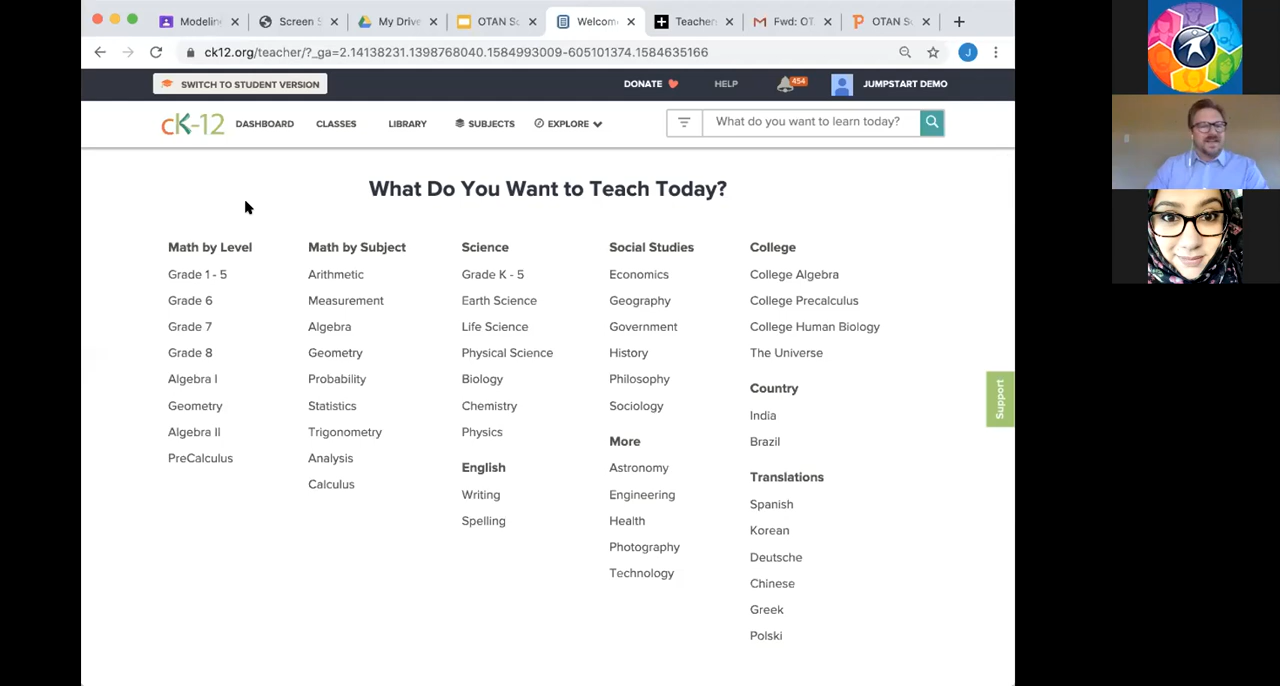 Modelin
Screen S
My Drive
OTAN Sc
Welcome
Teacher
Fwd: OT
OTAN Su
ck12.org/teacher/?_ga=2.14138231.1398768040.1584993009-605101374.1584635166
J
SWITCH TO STUDENT VERSION
DONATE
HELP
454
JUMPSTART DEMO
cK-12
DASHBOARD
CLASSES
LIBRARY
SUBJECTS
EXPLORE
What do you want to learn today?
What Do You Want to Teach Today?
Math by Level
Grade 1 - 5
Grade 6
Grade 7
Grade 8
Algebra I
Geometry
Algebra II
PreCalculus
Math by Subject
Arithmetic
Measurement
Algebra
Geometry
Probability
Statistics
Trigonometry
Analysis
Calculus
Science
Grade K - 5
Earth Science
Life Science
Physical Science
Biology
Chemistry
Physics
English
Writing
Spelling
Social Studies
Economics
Geography
Government
History
Philosophy
Sociology
More
Astronomy
Engineering
Health
Photography
Technology
College
College Algebra
College Precalculus
College Human Biology
The Universe
Country
India
Brazil
Translations
Spanish
Korean
Deutsche
Chinese
Greek
Polski
Support